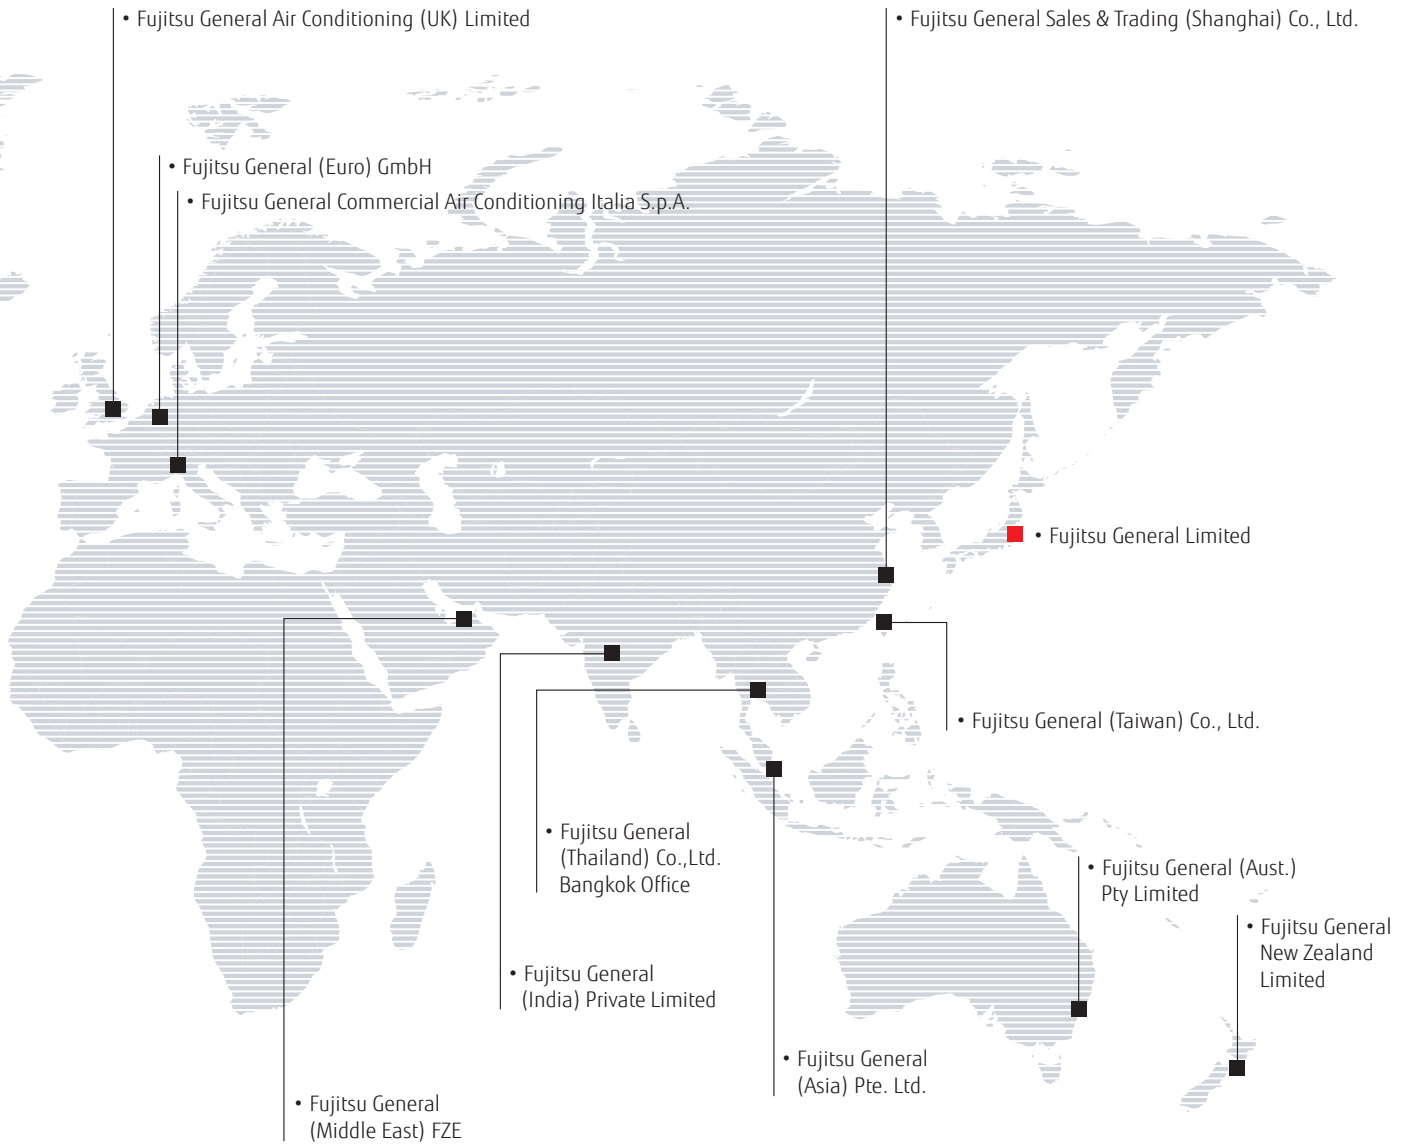 • Fujitsu General Air Conditioning (UK) Limited
• Fujitsu General Sales & Trading (Shanghai) Co., Ltd.
• Fujitsu General (Euro) GmbH
• Fujitsu General Commercial Air Conditioning Italia S.p.A.
• Fujitsu General Limited
• Fujitsu General (Taiwan) Co., Ltd.
• Fujitsu General
(Thailand) Co.,Ltd.
Bangkok Office
• Fujitsu General (Aust.)
Pty Limited
• Fujitsu General
New Zealand
Limited
• Fujitsu General
(India) Private Limited
• Fujitsu General
(Asia) Pte. Ltd.
• Fujitsu General
(Middle East) FZE